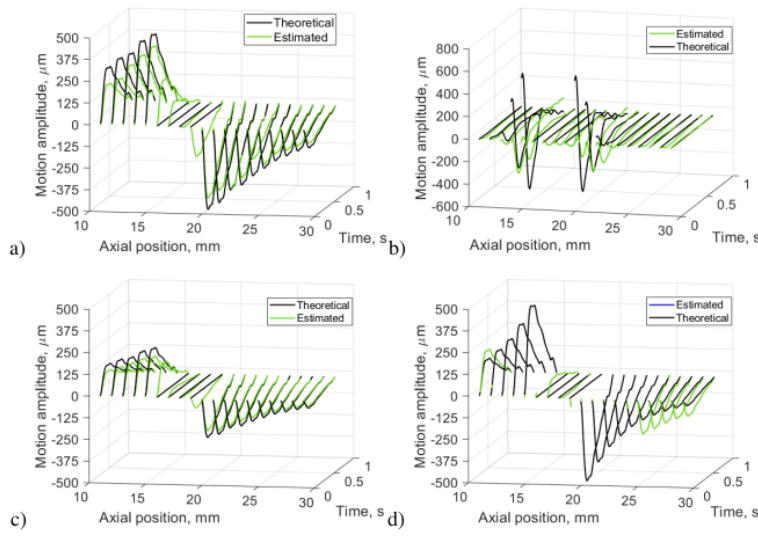 Theoretical
Estimated
Motion amplitude, μm
500
375
250
125
0
-125
-250
-375
-500
10
15
20
25
30
0
0.5
1
Axial position, mm
Time, s
a)
Estimated
Theoretical
Motion amplitude, μm
800
600
400
200
0
-200
-400
-600
10
15
20
25
30
0
0.5
1
Axial position, mm
Time, s
b)
Theoretical
Estimated
Motion amplitude, μm
500
375
250
125
0
-125
-250
-375
-500
10
15
20
25
30
0
0.5
1
Axial position, mm
Time, s
c)
Estimated
Theoretical
Motion amplitude, μm
500
375
250
125
0
-125
-250
-375
-500
10
15
20
25
30
0
0.5
1
Axial position, mm
Time, s
d)